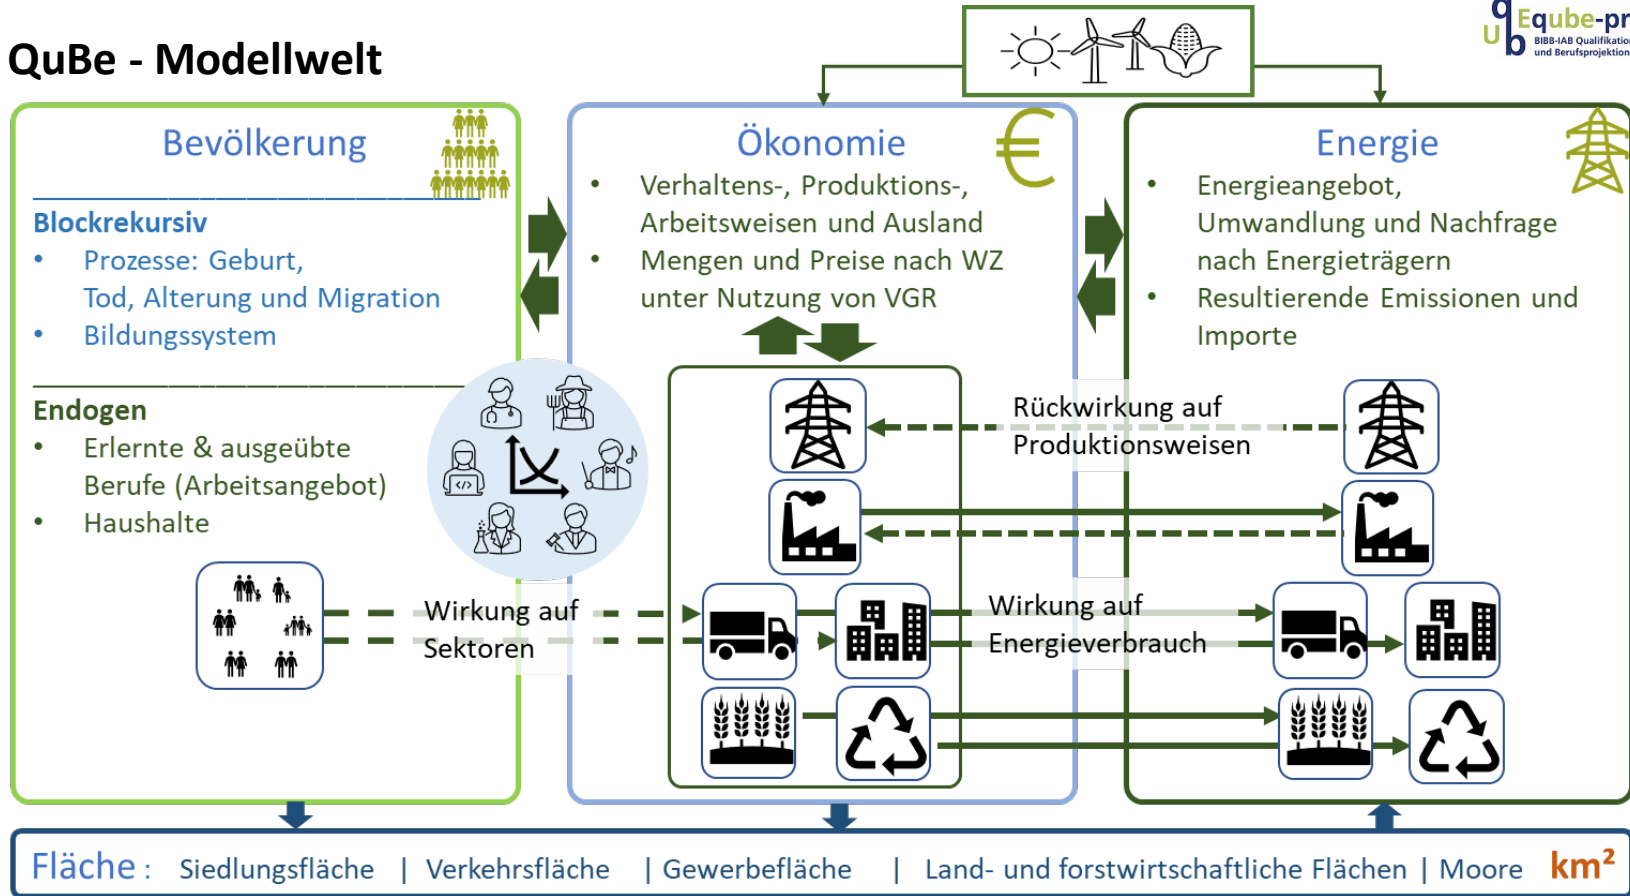 QuBe - Modellwelt
Eqube-pr
BIBB-IAB Qualifikation
und Berufsprojektion
Bevölkerung
Blockrekursiv
• Prozesse: Geburt,
Tod, Alterung und Migration
• Bildungssystem
Endogen
• Erlernte & ausgeübte
Berufe (Arbeitsangebot)
• Haushalte
Ökonomie
€
• Verhaltens-, Produktions-,
Arbeitsweisen und Ausland
• Mengen und Preise nach WZ
unter Nutzung von VGR
Energie
• Energieangebot,
Umwandlung und Nachfrage
nach Energieträgern
• Resultierende Emissionen und
Importe
Rückwirkung auf
Produktionsweisen
</>
Wirkung auf
Sektoren
Wirkung auf
Energieverbrauch
Fläche : Siedlungsfläche | Verkehrsfläche | Gewerbefläche | Land- und forstwirtschaftliche Flächen | Moore km²